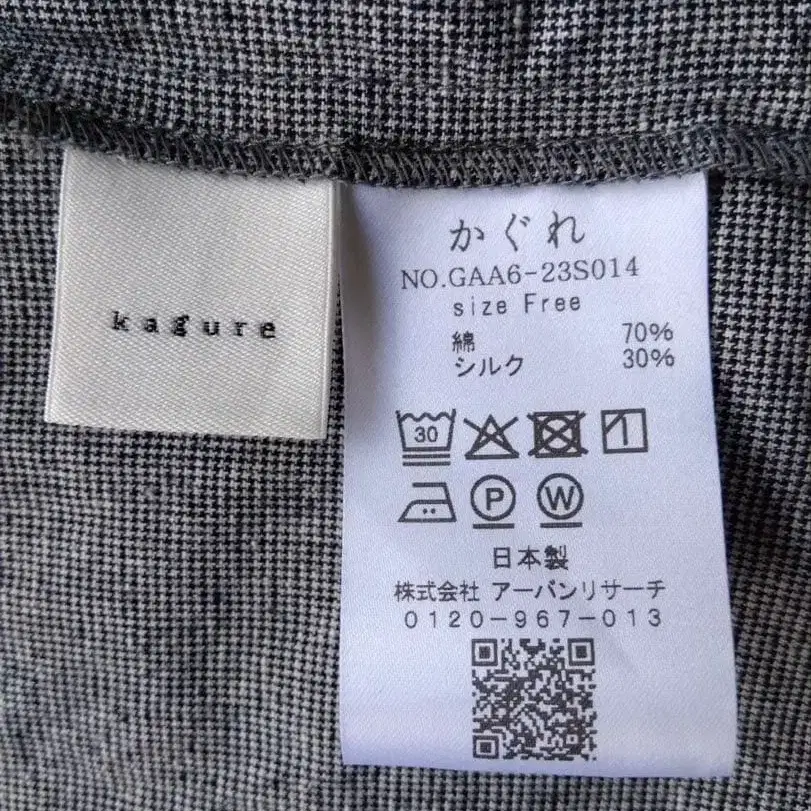 kagure
かぐれ
NO.GAA6-23S014
size Free
綿 70%
シルク 30%
30
P W
日本製
株式会社 アーバンリサーチ
0120-967-013